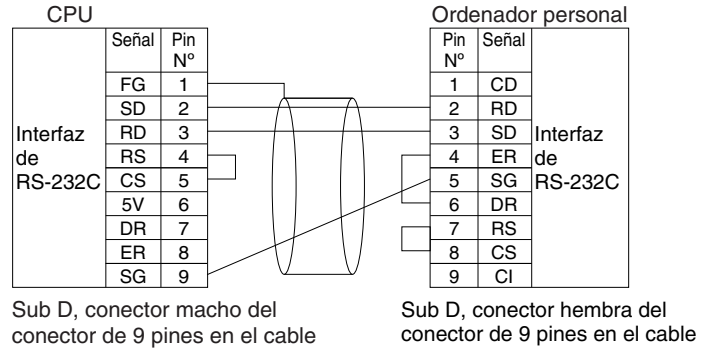 CPU Ordenador personal
Señal Pin Nº Pin Nº Señal
FG 1 1 CD
SD 2 2 RD
RD 3 3 SD
RS 4 4 ER
CS 5 5 SG
5V 6 6 DR
DR 7 7 RS
ER 8 8 CS
SG 9 9 CI
Interfaz
de
RS-232C
Interfaz
de
RS-232C
Sub D, conector macho del
conector de 9 pines en el cable
Sub D, conector hembra del
conector de 9 pines en el cable